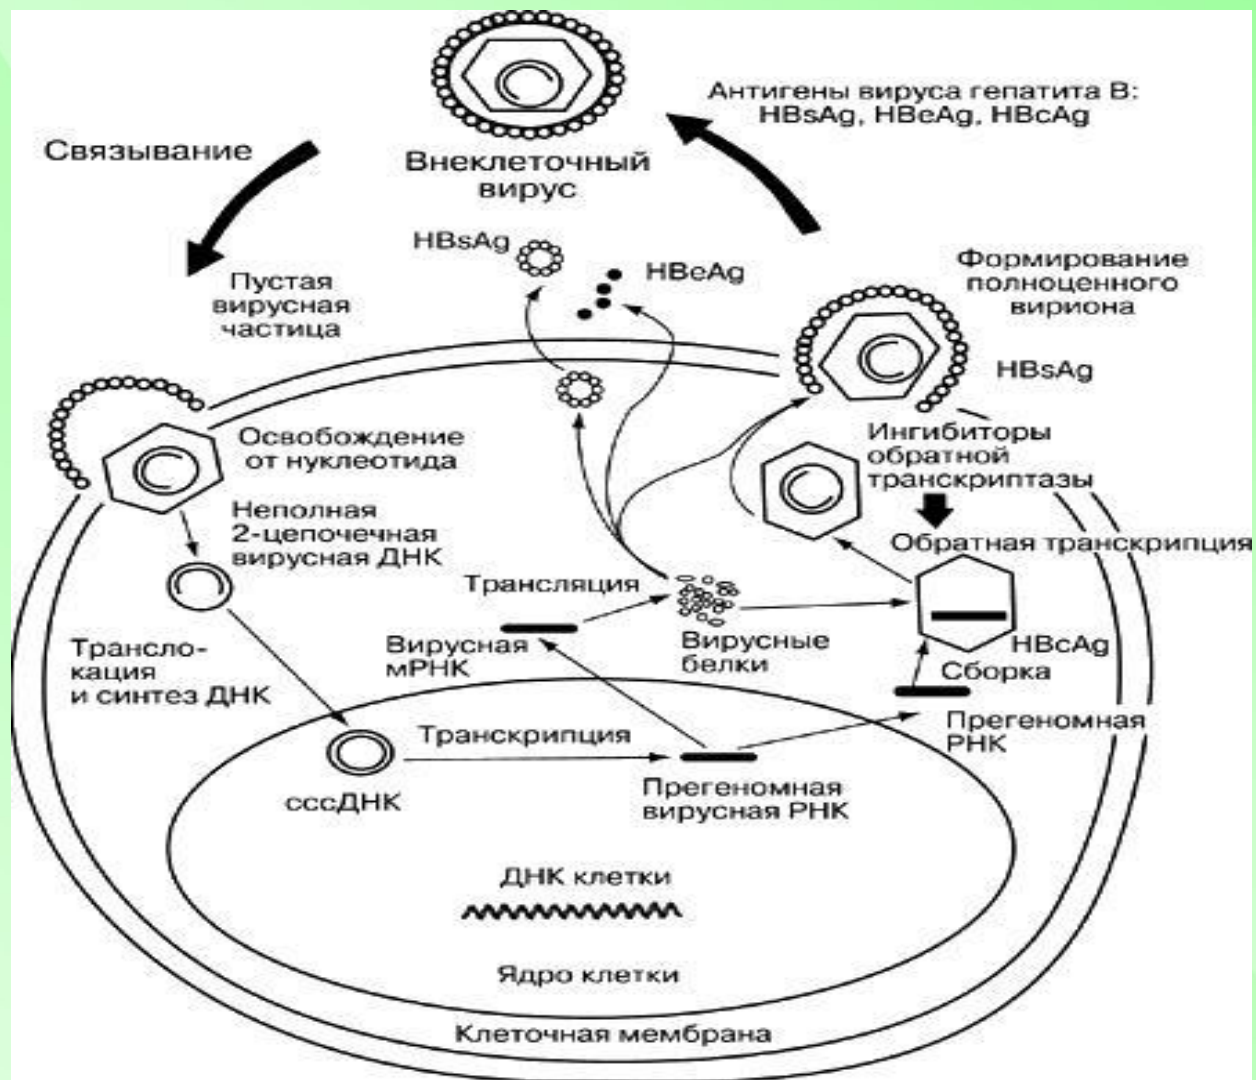 Антигены вируса гепатита В:
HBsAg, HBeAg, HBcAg
Связывание
Внеклеточный
вирус
HBsAg
HBeAg
Формирование
полноценного
вириона
Пустая
вирусная
частица
HBsAg
Освобождение
от нуклеотида
Ингибиторы
обратной
транскриптазы
Неполная
2-цепочечная
вирусная ДНК
Обратная транскрипция
Трансляция
Вирусная
мРНК
Вирусные
белки
HBcAg
Сборка
Трансло-
кация
и синтез ДНК
Прегеномная
РНК
Транскрипция
сссДНК
Прегеномная
вирусная РНК
ДНК клетки
Ядро клетки
Клеточная мембрана